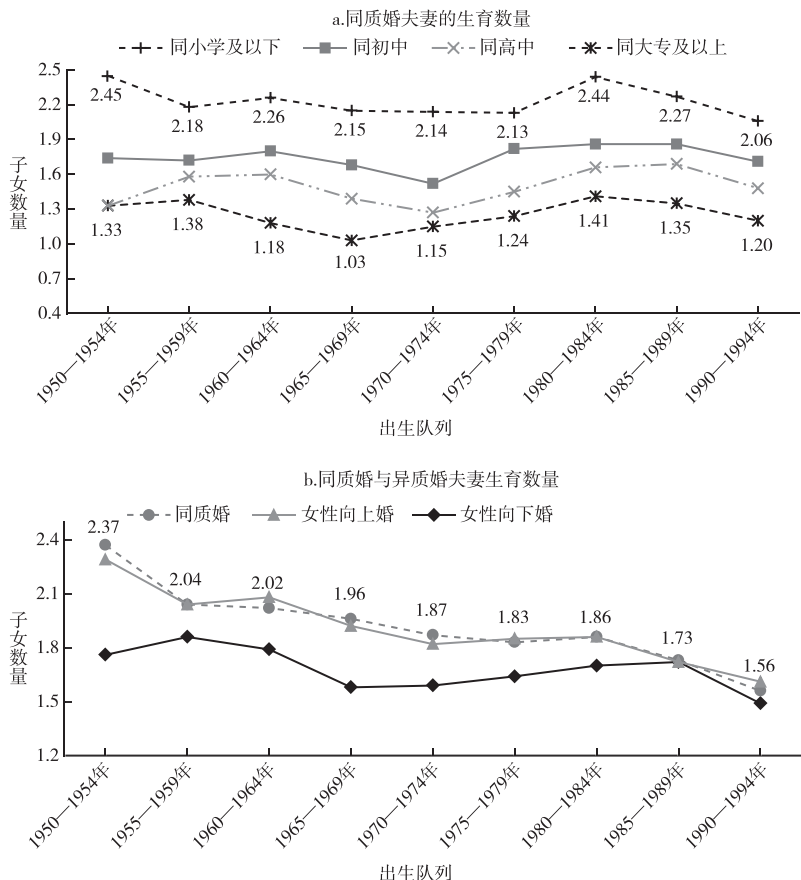 a.同质婚夫妻的生育数量
同小学及以下 同初中 同高中 同大专及以上
2.5
2.2
1.9
1.6
1.3
1.0
0.7
0.4
子女数量
2.45 2.18 2.26 2.15 2.14 2.13 2.44 2.27 2.06
1.33 1.38 1.18 1.03 1.15 1.24 1.41 1.35 1.20
1950—1954年 1955—1959年 1960—1964年 1965—1969年 1970—1974年 1975—1979年 1980—1984年 1985—1989年 1990—1994年
出生队列
b.同质婚与异质婚夫妻生育数量
同质婚 女性向上婚 女性向下婚
2.4
2.1
1.8
1.5
1.2
子女数量
2.37 2.04 2.02 1.96 1.87 1.83 1.86 1.73 1.56
1950—1954年 1955—1959年 1960—1964年 1965—1969年 1970—1974年 1975—1979年 1980—1984年 1985—1989年 1990—1994年
出生队列